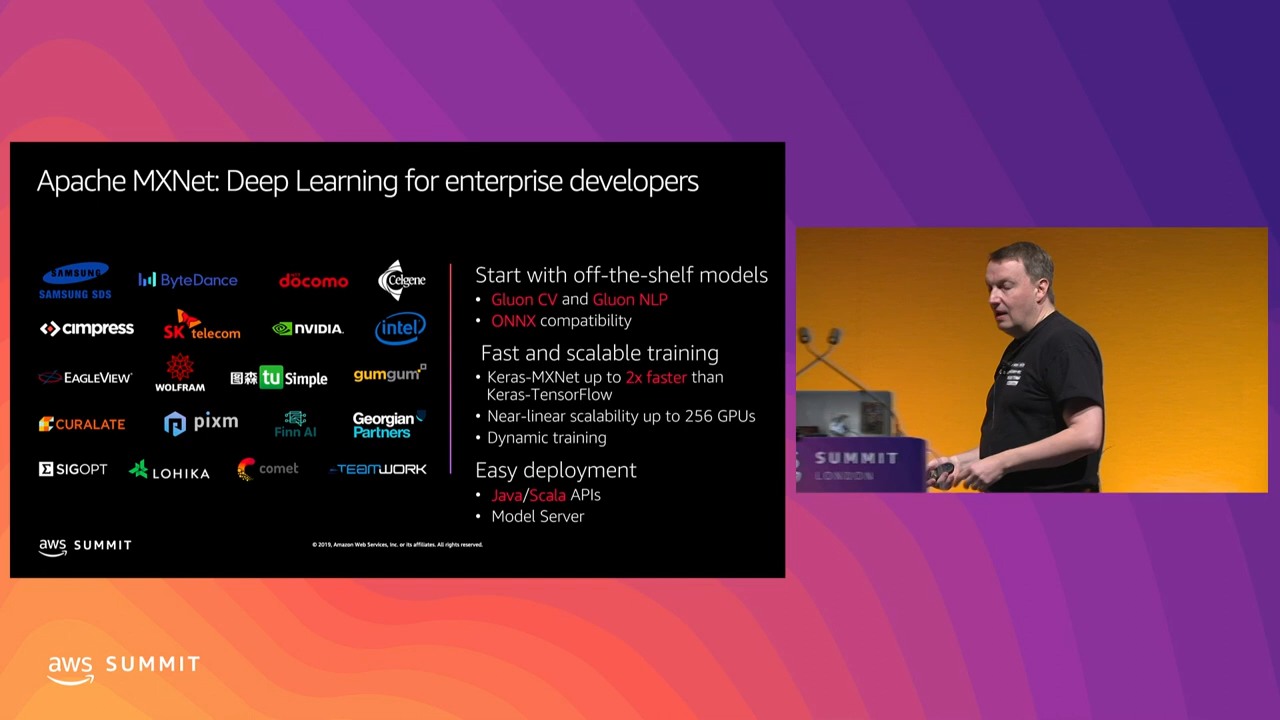 Apache MXNet: Deep Learning for enterprise developers
SAMSUNG
SAMSUNG SDS
ByteDance
döcomo
Celgene
cimpress
SK telecom
NVIDIA.
intel
EAGLEVIEW
WOLFRAM
图森 tu Simple
gumgum
CURALATE
pixm
Finn AI
Georgian
Partners
SIGOPT
LOHIKA
comet
TEAMWORK
Start with off-the-shelf models
• Gluon CV and Gluon NLP
• ONNX compatibility
Fast and scalable training
• Keras-MXNet up to 2x faster than
Keras-TensorFlow
• Near-linear scalability up to 256 GPUs
• Dynamic training
Easy deployment
• Java/Scala APIs
• Model Server
aws SUMMIT
© 2019, Amazon Web Services, Inc. or its affiliates. All rights reserved.
S SUMMIT
LONDON
aws SUMMIT